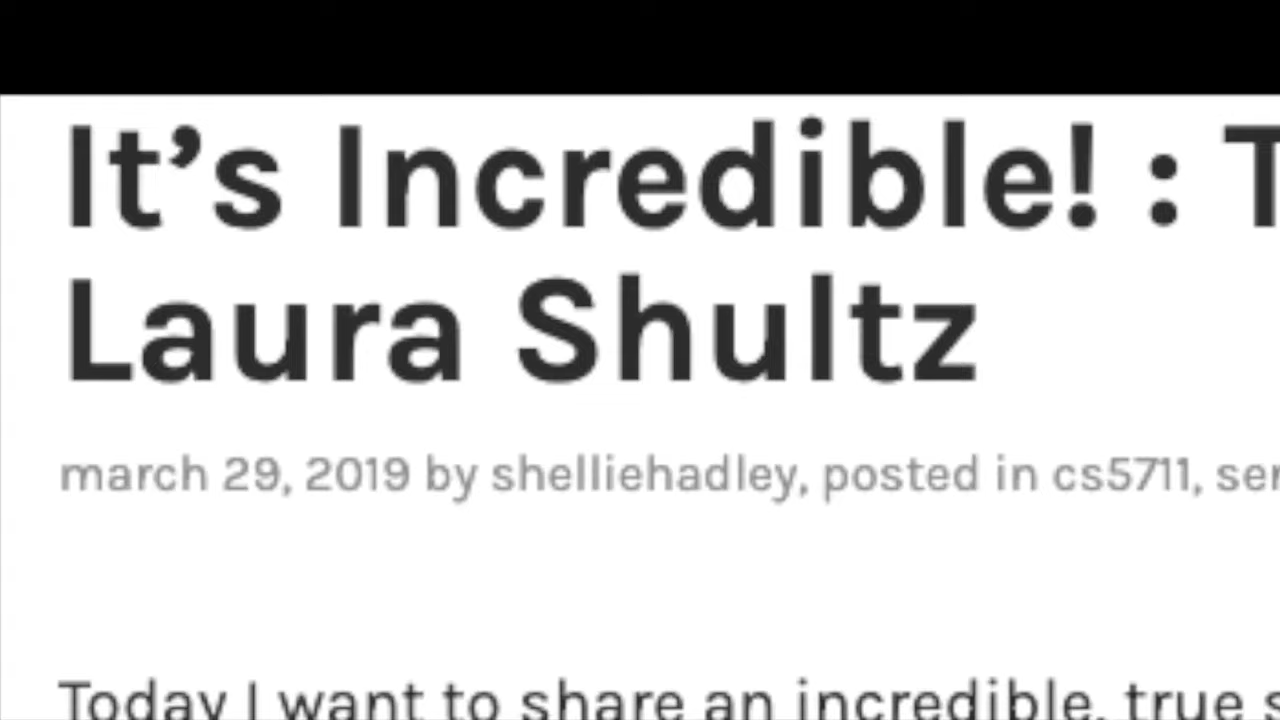 It’s Incredible! : T
Laura Shultz
march 29, 2019 by shelliehadley, posted in cs5711, ser
Today I want to share an incredible, true s